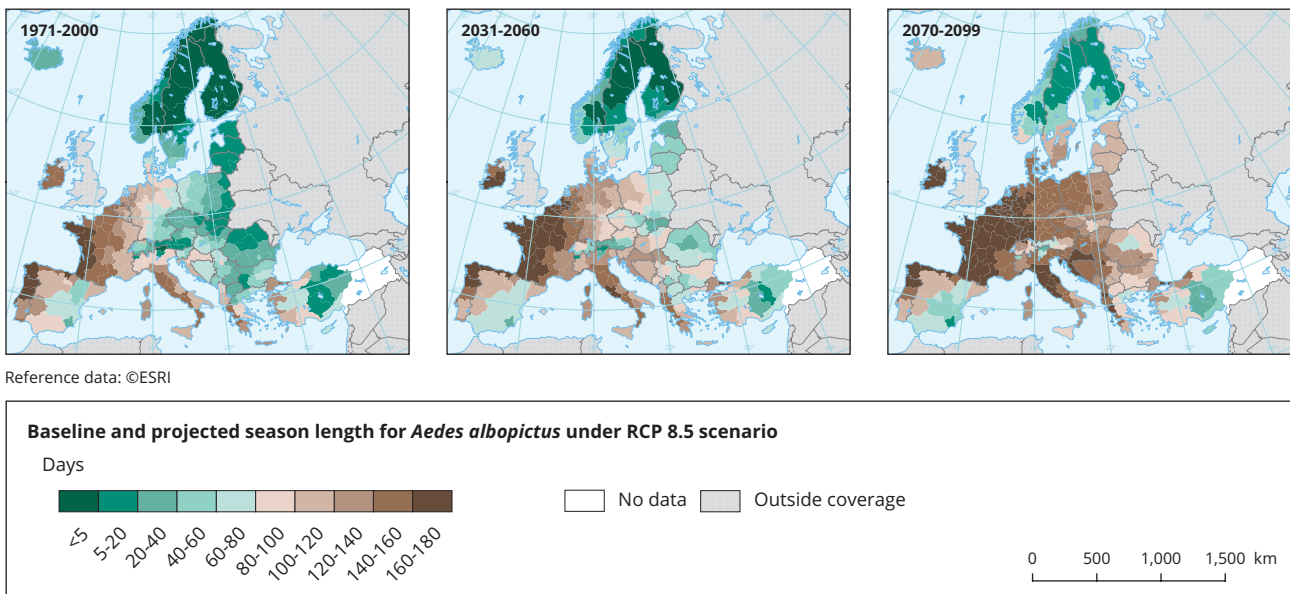 1971-2000
2031-2060
2070-2099
Reference data: ©ESRI
Baseline and projected season length for Aedes albopictus under RCP 8.5 scenario
Days
<5
5-20
20-40
40-60
60-80
80-100
100-120
120-140
140-160
160-180
No data
Outside coverage
0 500 1,000 1,500 km